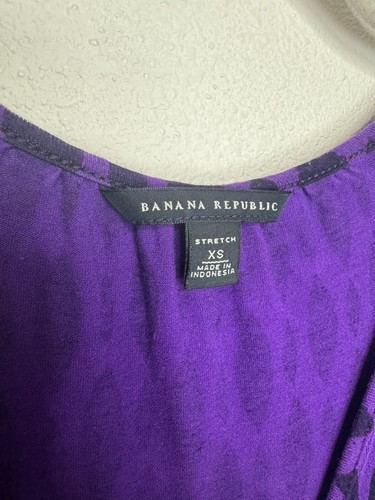 BANANA REPUBLIC
STRETCH
XS
MADE IN
INDONESIA